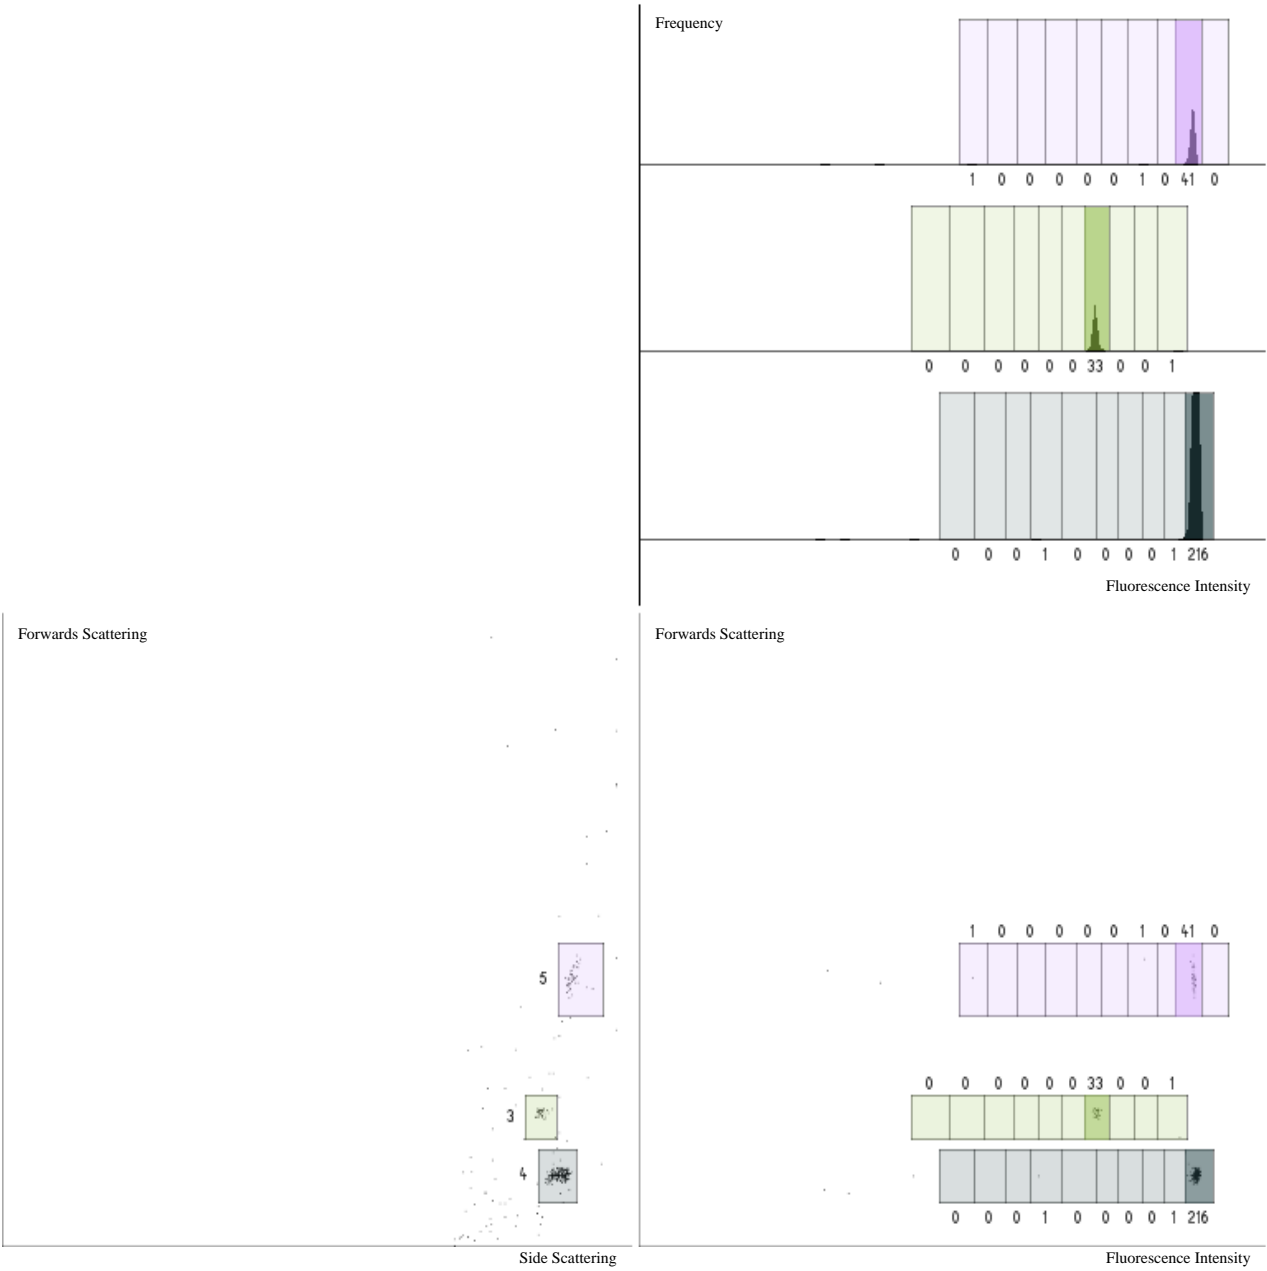 Frequency
1 0 0 0 0 0 1 0 41 0
0 0 0 0 0 0 33 0 0 1
0 0 0 1 0 0 0 0 1 216
Fluorescence Intensity
Forwards Scattering
5
3
4
Side Scattering
Forwards Scattering
1 0 0 0 0 0 1 0 41 0
0 0 0 0 0 0 33 0 0 1
0 0 0 1 0 0 0 0 1 216
Fluorescence Intensity